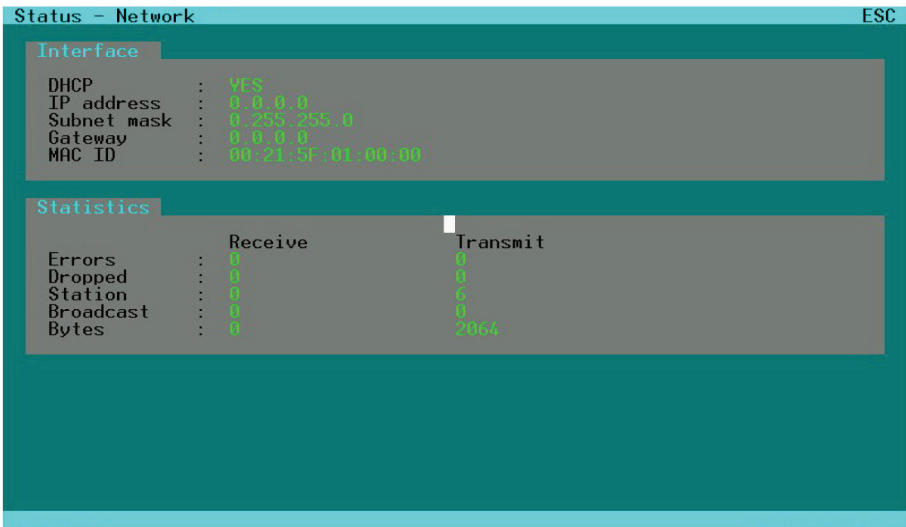 Status - Network ESC
Interface
DHCP : YES
IP address : 0.0.0.0
Subnet mask : 0.255.255.0
Gateway : 0.0.0.0
MAC ID : 00:21:5F:01:00:00
Statistics
Receive Transmit
Errors : 0 0
Dropped : 0 0
Station : 0 6
Broadcast : 0 0
Bytes : 0 2064